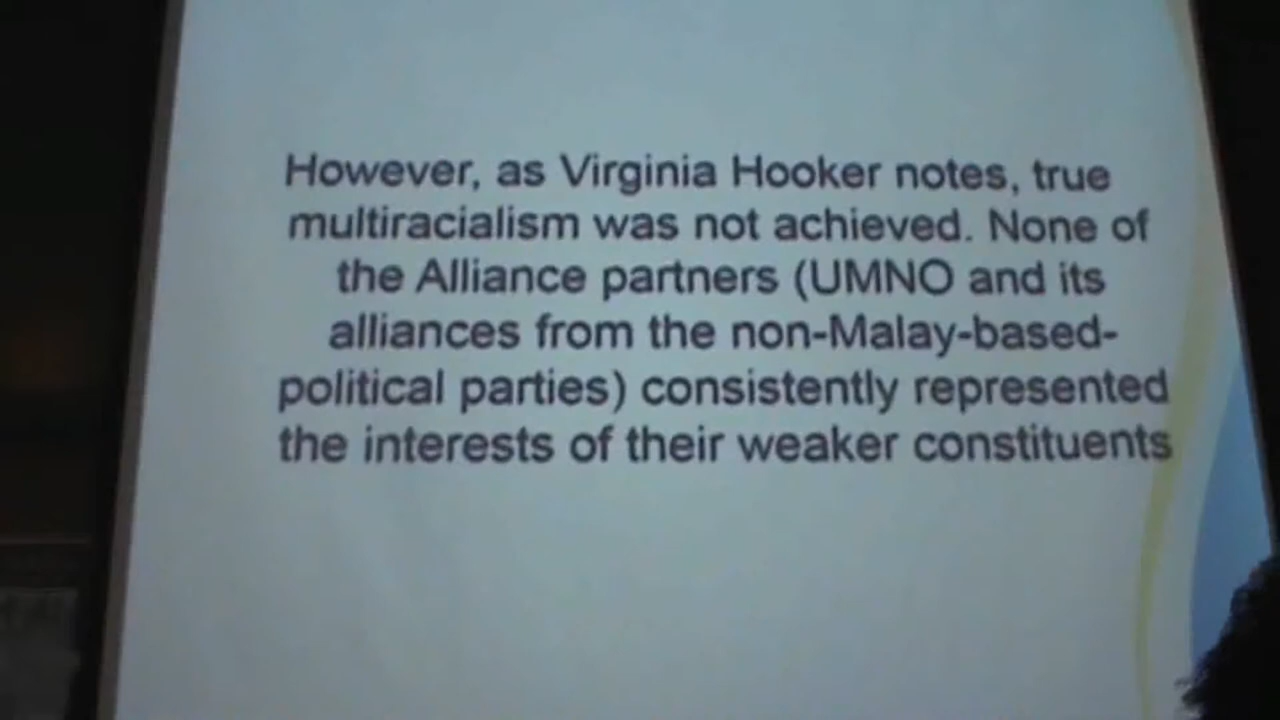 However, as Virginia Hooker notes, true
multiracialism was not achieved. None of
the Alliance partners (UMNO and its
alliances from the non-Malay-based-
political parties) consistently represented
the interests of their weaker constituents